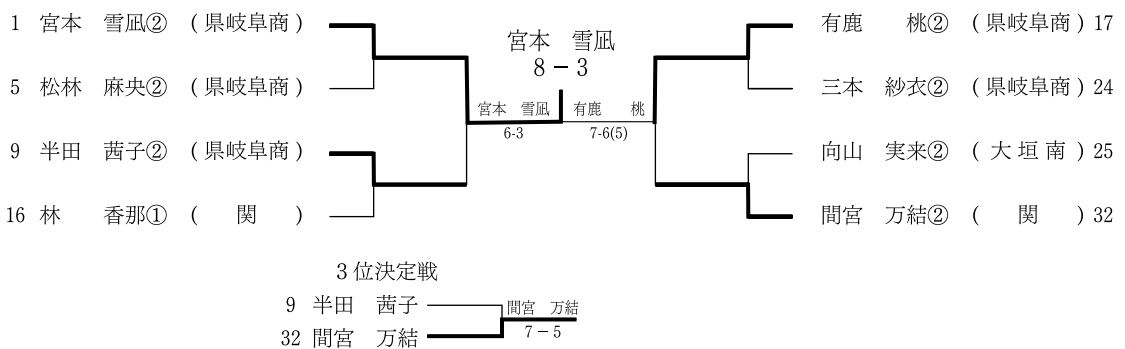 1 宮本 雪凪② (県岐阜商)
5 松林 麻央② (県岐阜商)
9 半田 茜子② (県岐阜商)
16 林 香那① ( 関 )
宮本 雪凪
8-3
宮本 雪凪
6-3
有鹿 桃
7-6(5)
有鹿 桃② (県岐阜商) 17
三本 紗衣② (県岐阜商) 24
向山 実来② (大垣南) 25
間宮 万結② ( 関 ) 32
3位決定戦
9 半田 茜子
32 間宮 万結
間宮 万結
7-5